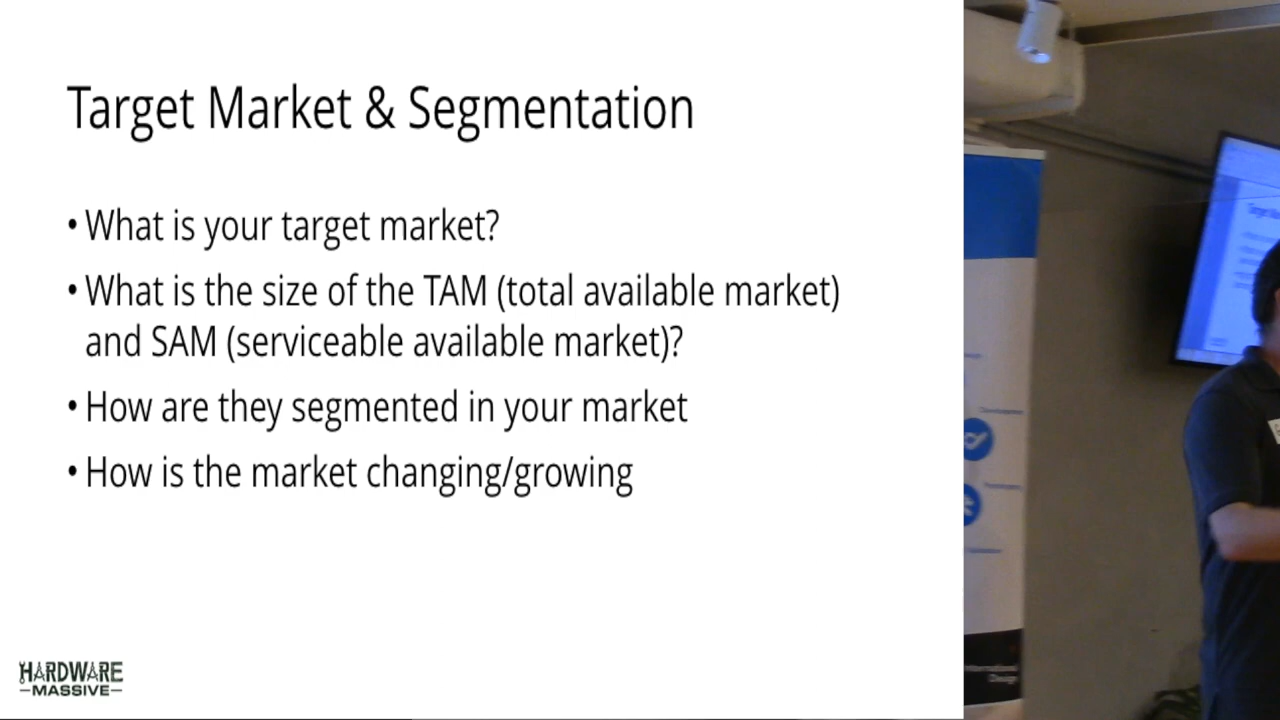 Target Market & Segmentation
• What is your target market?
• What is the size of the TAM (total available market)
and SAM (serviceable available market)?
• How are they segmented in your market
• How is the market changing/growing
HARDWARE
MASSIVE
International
Design